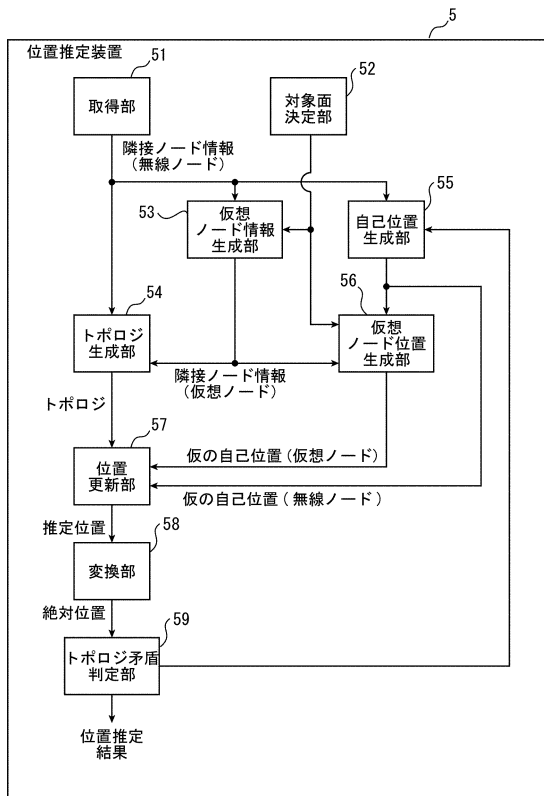 5
位置推定装置
51
取得部
52
対象面
決定部
隣接ノード情報
(無線ノード)
53
仮想
ノード情報
生成部
55
自己位置
生成部
54
トポロジ
生成部
56
仮想
ノード位置
生成部
隣接ノード情報
(仮想ノード)
トポロジ
57
位置
更新部
仮の自己位置(仮想ノード)
仮の自己位置(無線ノード)
推定位置
58
変換部
絶対位置
59
トポロジ矛盾
判定部
位置推定
結果